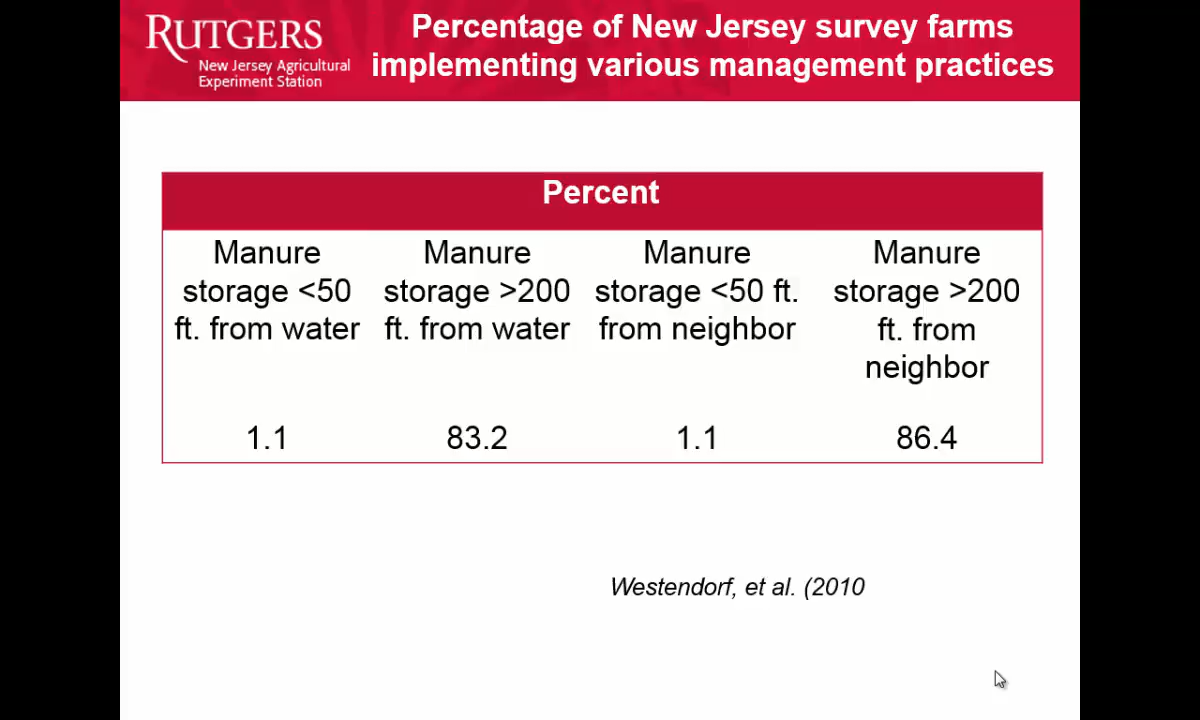 RUTGERS
New Jersey Agricultural
Experiment Station
Percentage of New Jersey survey farms
implementing various management practices
Percent
Manure
storage <50
ft. from water
Manure
storage >200
ft. from water
Manure
storage <50 ft.
from neighbor
Manure
storage >200
ft. from
neighbor
1.1
83.2
1.1
86.4
Westendorf, et al. (2010